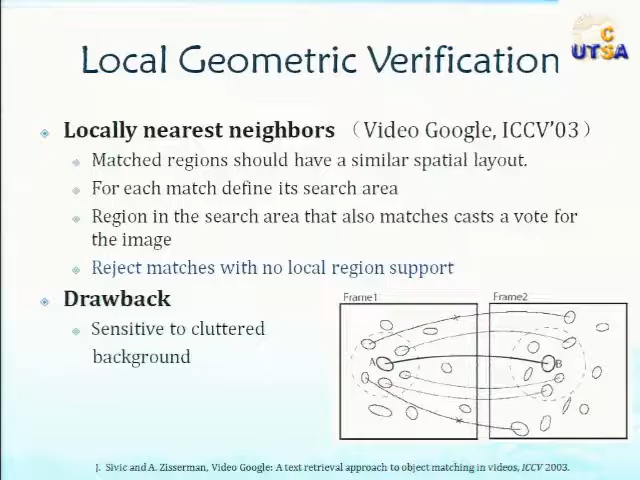 C
UTSA
Local Geometric Verification
Locally nearest neighbors （Video Google, ICCV'03）
Matched regions should have a similar spatial layout.
For each match define its search area
Region in the search area that also matches casts a vote for
the image
Reject matches with no local region support
Drawback
Sensitive to cluttered
background
Frame1
Frame2
A
B
J. Sivic and A. Zisserman, Video Google: A text retrieval approach to object matching in videos, ICCV 2003.